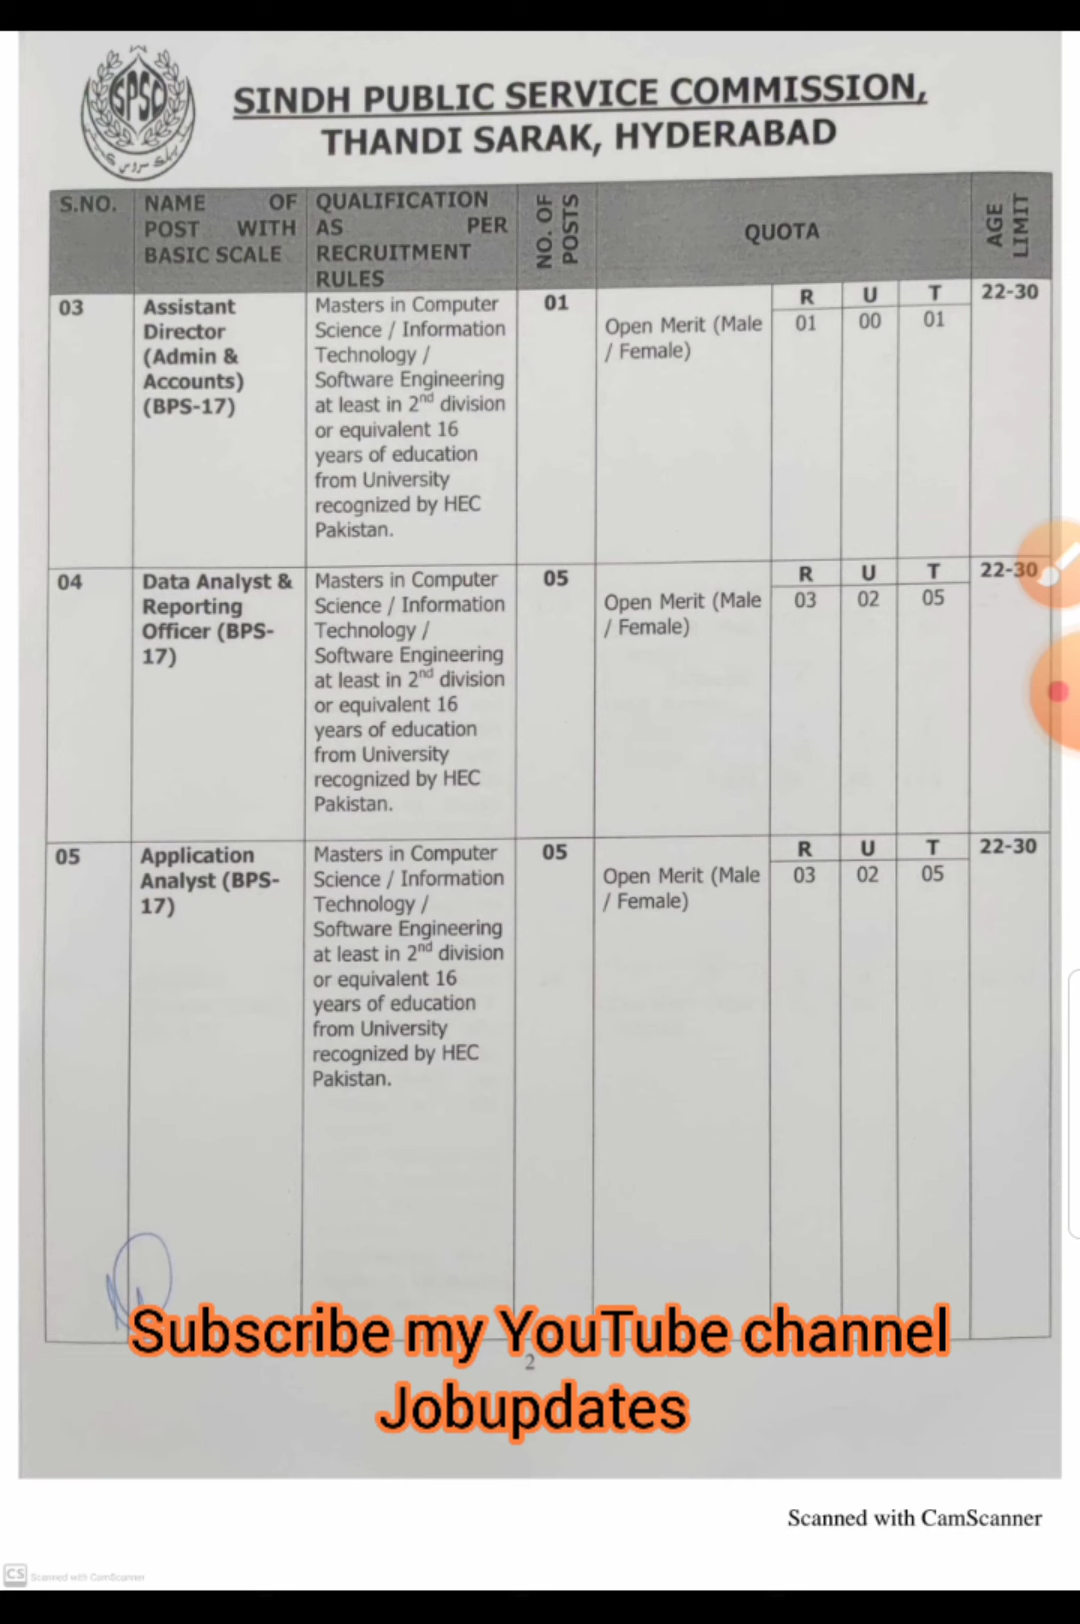 SPSC
SINDH PUBLIC SERVICE COMMISSION,
THANDI SARAK, HYDERABAD
S.NO.
NAME OF
POST WITH
BASIC SCALE
QUALIFICATION
AS PER
RECRUITMENT
RULES
NO. OF
POSTS
QUOTA
AGE
LIMIT
03
Assistant
Director
(Admin &
Accounts)
(BPS-17)
Masters in Computer
Science / Information
Technology /
Software Engineering
at least in 2nd division
or equivalent 16
years of education
from University
recognized by HEC
Pakistan.
01
Open Merit (Male
/ Female)
R U T
01 00 01
22-30
04
Data Analyst &
Reporting
Officer (BPS-
17)
Masters in Computer
Science / Information
Technology /
Software Engineering
at least in 2nd division
or equivalent 16
years of education
from University
recognized by HEC
Pakistan.
05
Open Merit (Male
/ Female)
R U T
03 02 05
22-30
05
Application
Analyst (BPS-
17)
Masters in Computer
Science / Information
Technology /
Software Engineering
at least in 2nd division
or equivalent 16
years of education
from University
recognized by HEC
Pakistan.
05
Open Merit (Male
/ Female)
R U T
03 02 05
22-30
Subscribe my YouTube channel
2
Jobupdates
Scanned with CamScanner
CS Scanned with CamScanner